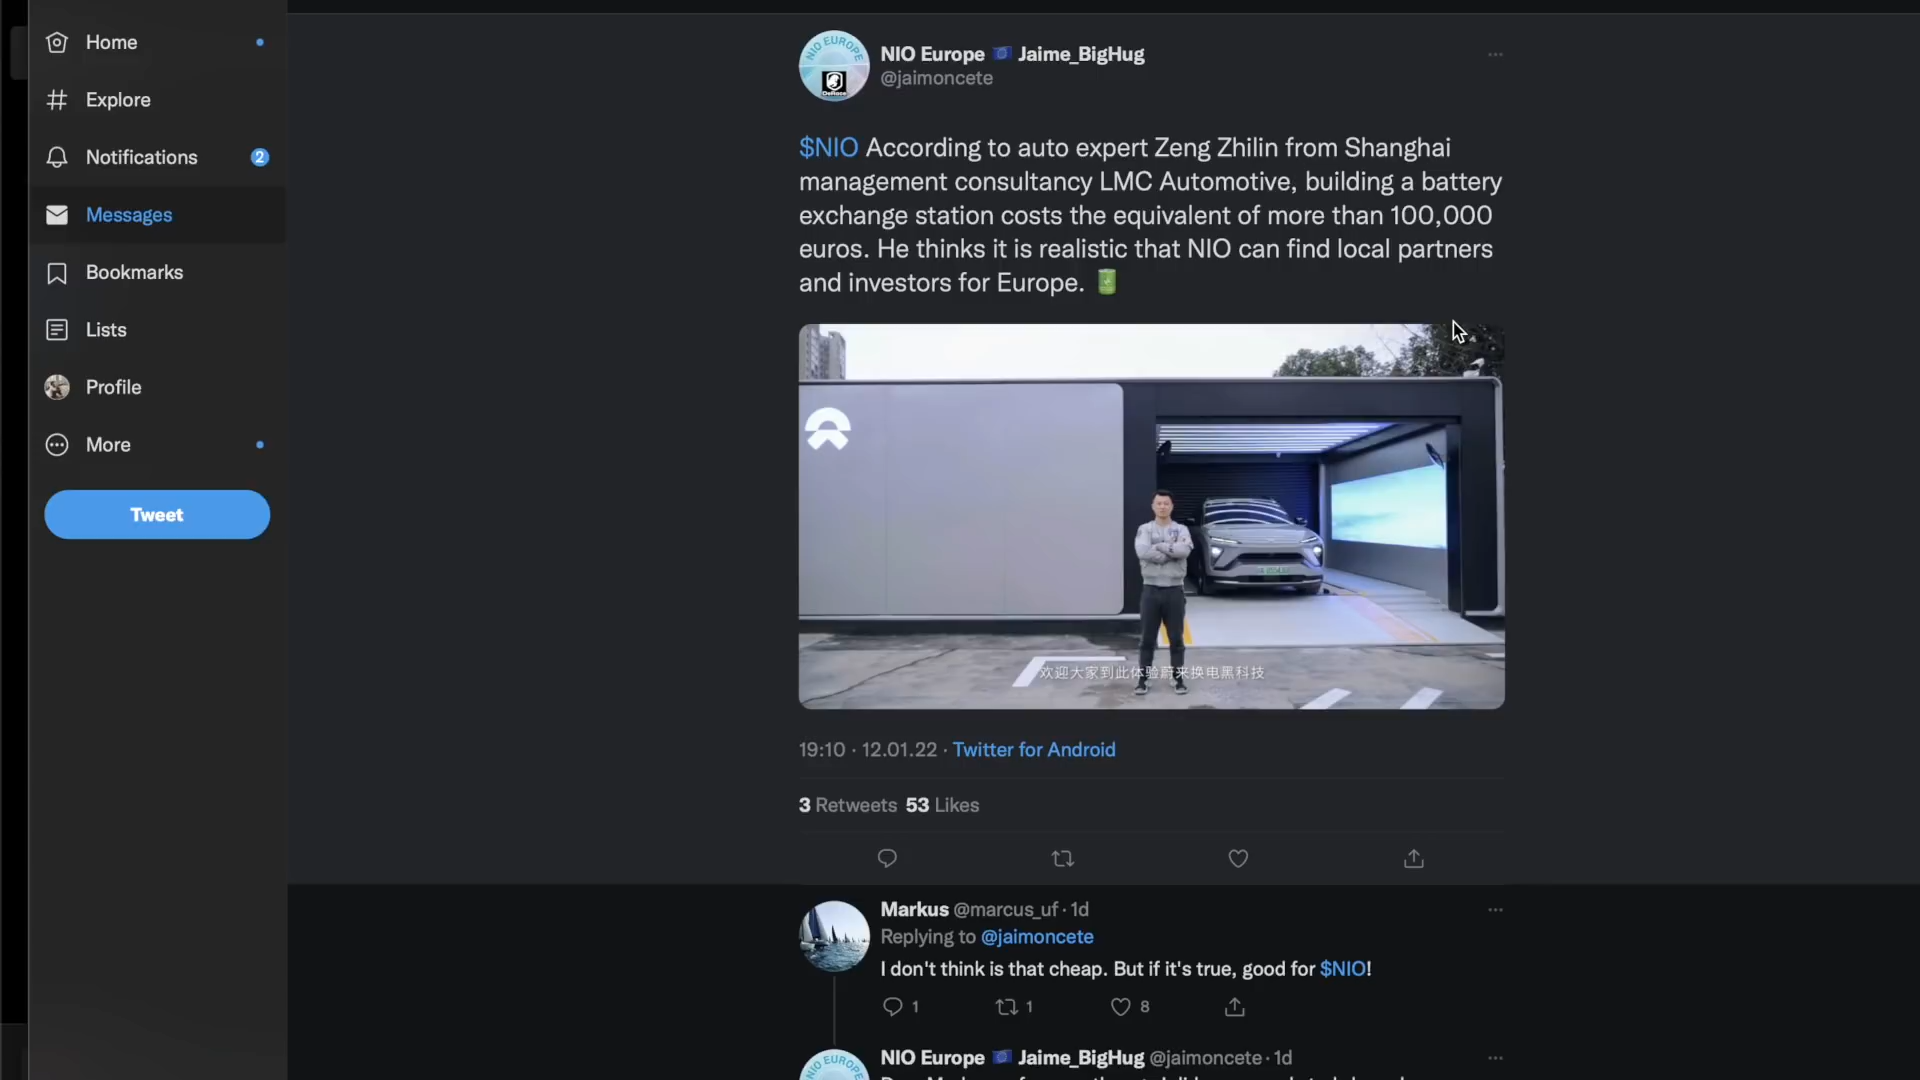 Home
Explore
Notifications 2
Messages
Bookmarks
Lists
Profile
More
Tweet
NIO EUROPE
NIO Europe 🇪🇺 Jaime_BigHug
@jaimoncete
$NIO According to auto expert Zeng Zhilin from Shanghai
management consultancy LMC Automotive, building a battery
exchange station costs the equivalent of more than 100,000
euros. He thinks it is realistic that NIO can find local partners
and investors for Europe. 🔋
欢迎大家到此体验蔚来换电黑科技
19:10 · 12.01.22 · Twitter for Android
3 Retweets 53 Likes
Markus @marcus_uf · 1d
Replying to @jaimoncete
I don't think is that cheap. But if it's true, good for $NIO!
1 1 8
NIO EUROPE
NIO Europe 🇪🇺 Jaime_BigHug @jaimoncete · 1d